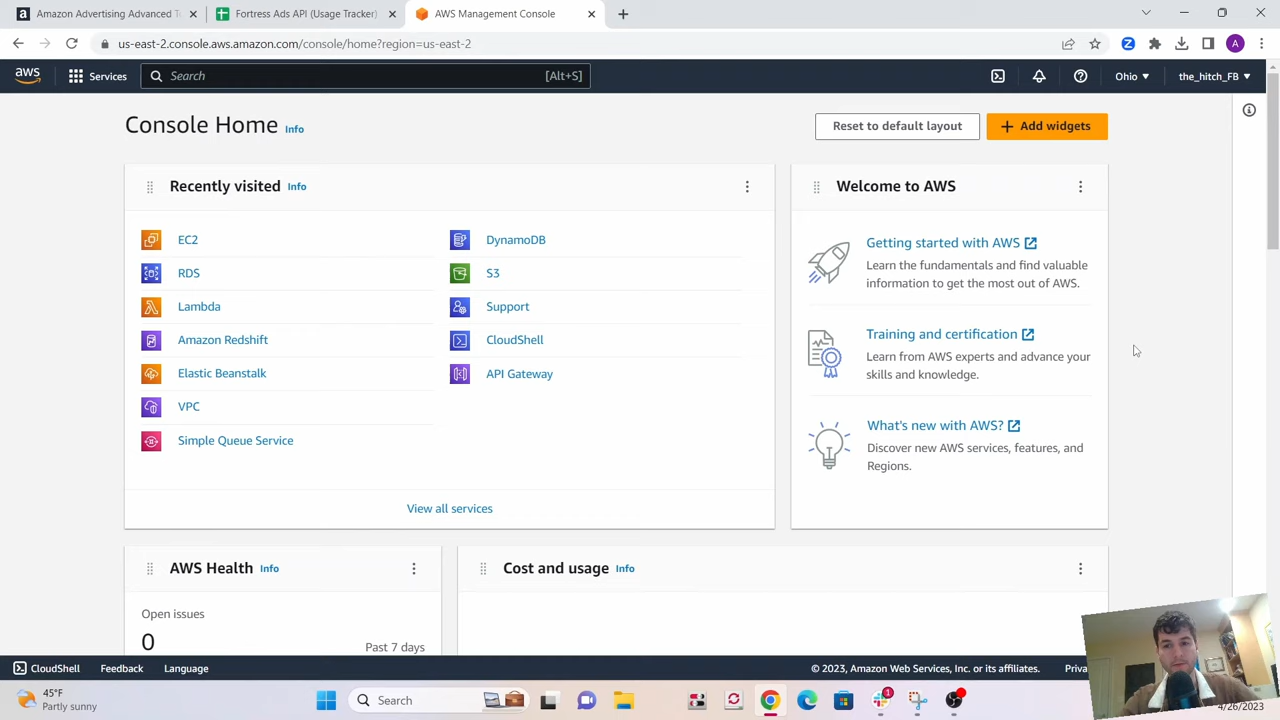 Amazon Advertising Advanced T
Fortress Ads API (Usage Tracker)
AWS Management Console
us-east-2.console.aws.amazon.com/console/home?region=us-east-2
A
aws
Services
Search
[Alt+S]
Ohio
the_hitch_FB
Console Home
Info
Reset to default layout
Add widgets
Recently visited
Info
Welcome to AWS
EC2
DynamoDB
Getting started with AWS
Learn the fundamentals and find valuable
information to get the most out of AWS.
RDS
S3
Lambda
Support
Amazon Redshift
CloudShell
Training and certification
Learn from AWS experts and advance your
skills and knowledge.
Elastic Beanstalk
API Gateway
VPC
Simple Queue Service
What's new with AWS?
Discover new AWS services, features, and
Regions.
View all services
AWS Health
Info
Cost and usage
Info
Open issues
0
Past 7 days
CloudShell
Feedback
Language
© 2023, Amazon Web Services, Inc. or its affiliates.
Priva
45°F
Partly sunny
Search
1
4/26/2023